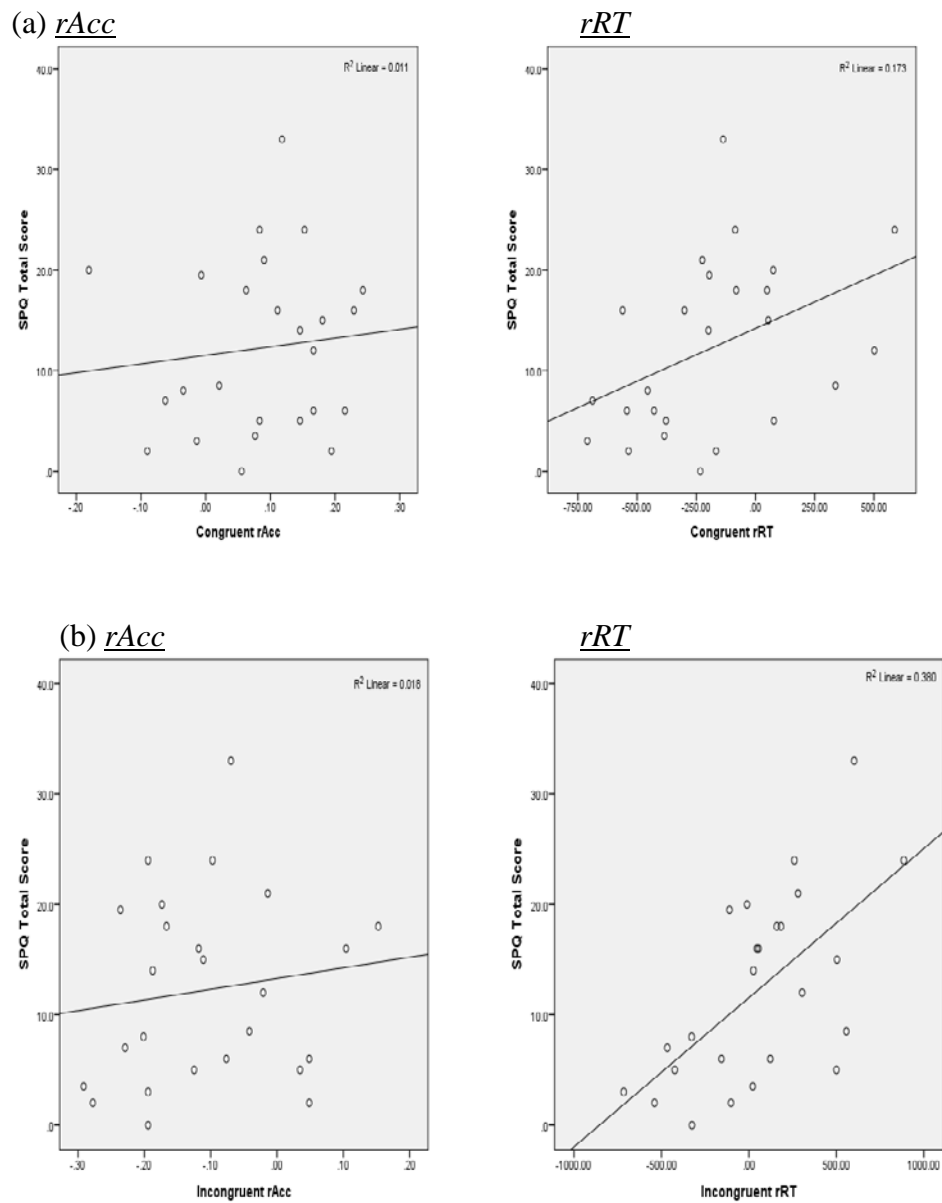 (a) rAcc
rRT
R² Linear = 0.011
SPQ Total Score
40.0
30.0
20.0
10.0
.0
-.20
-.10
.00
.10
.20
.30
Congruent rAcc
R² Linear = 0.173
SPQ Total Score
40.0
30.0
20.0
10.0
.0
-750.00
-500.00
-250.00
.00
250.00
500.00
Congruent rRT
(b) rAcc
rRT
R² Linear = 0.018
SPQ Total Score
40.0
30.0
20.0
10.0
.0
-.30
-.20
-.10
.00
.10
.20
Incongruent rAcc
R² Linear = 0.380
SPQ Total Score
40.0
30.0
20.0
10.0
.0
-1000.00
-500.00
.00
500.00
1000.00
Incongruent rRT